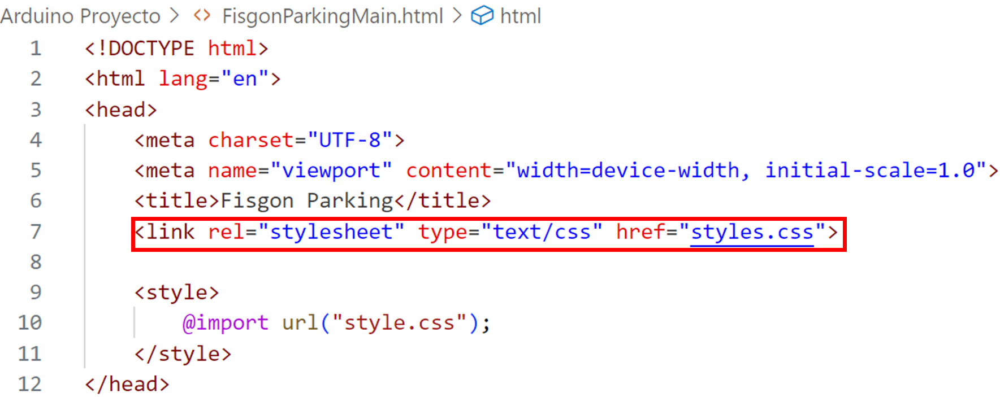 Arduino Proyecto > <> FisgonParkingMain.html > html
1 <!DOCTYPE html>
2 <html lang="en">
3 <head>
4 <meta charset="UTF-8">
5 <meta name="viewport" content="width=device-width, initial-scale=1.0">
6 <title>Fisgon Parking</title>
7 <link rel="stylesheet" type="text/css" href="styles.css">
8
9 <style>
10 @import url("style.css");
11 </style>
12 </head>